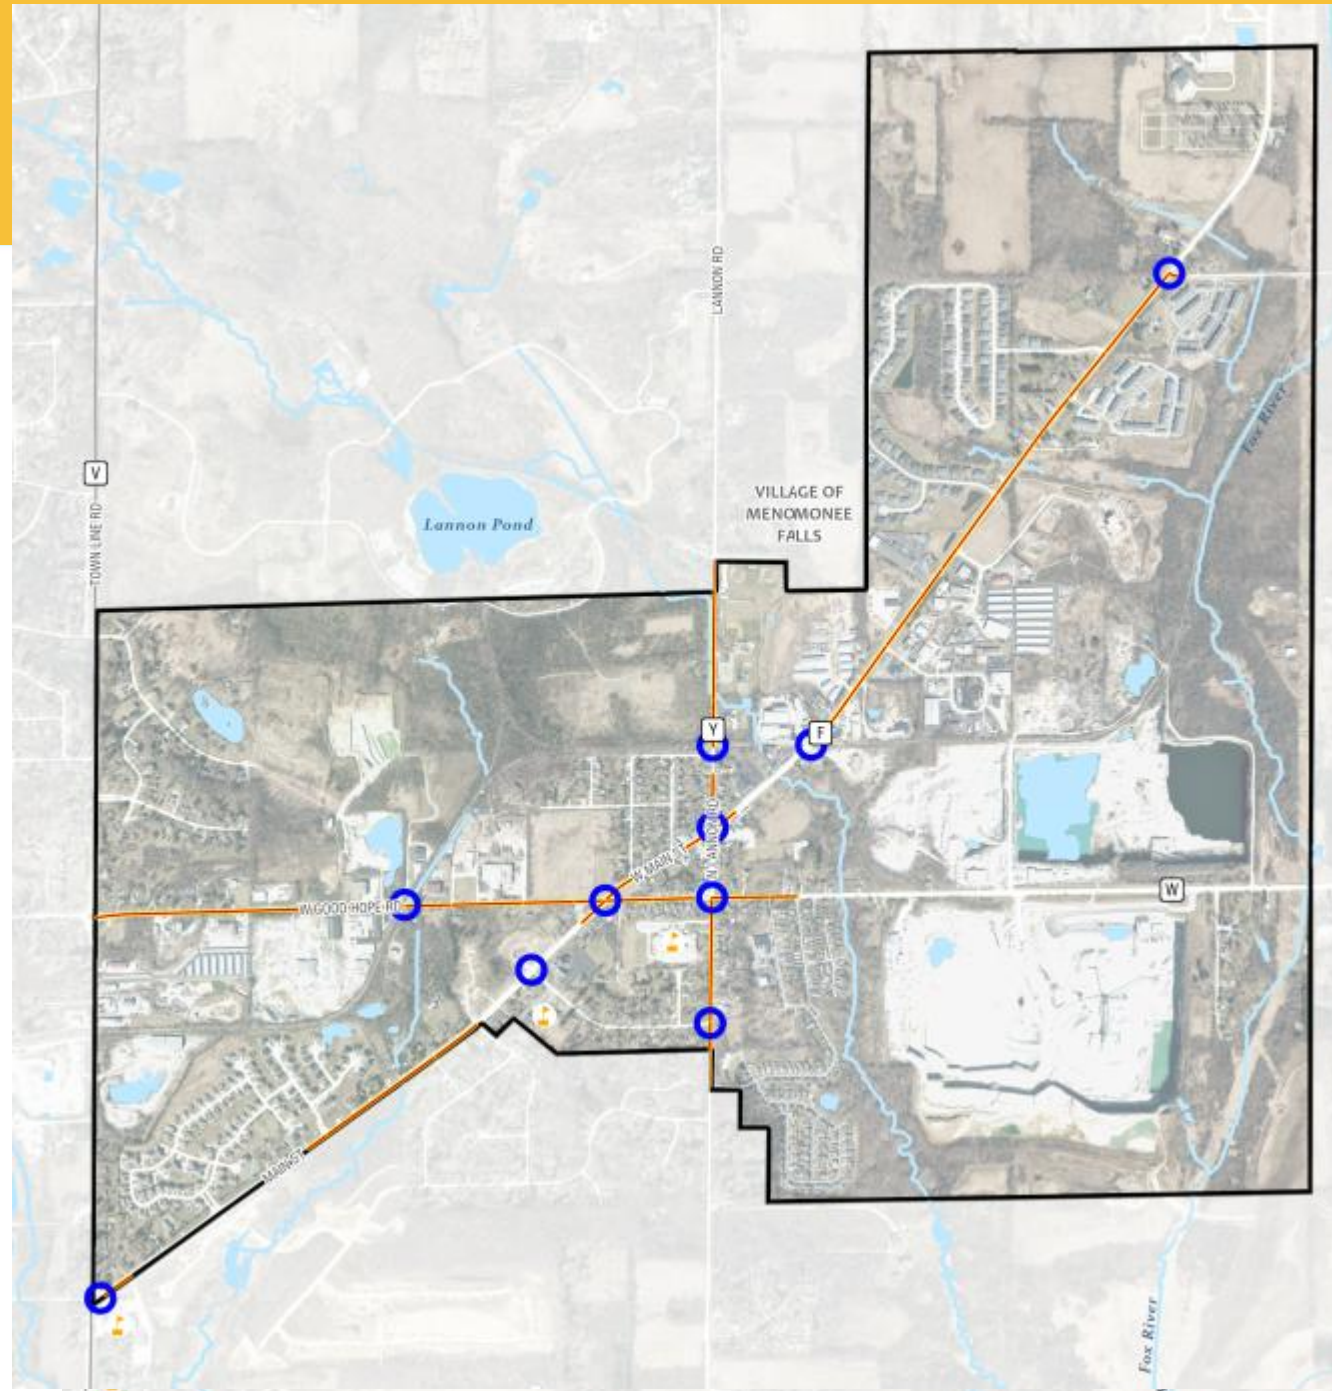 LANNON RD
Fox River
V
VILLAGE OF
MENOMONEE
FALLS
Lannon Pond
TOWN LINE RD
Y
F
W MAIN
W
W GOOD HOPE RD
MAIN ST
Fox River